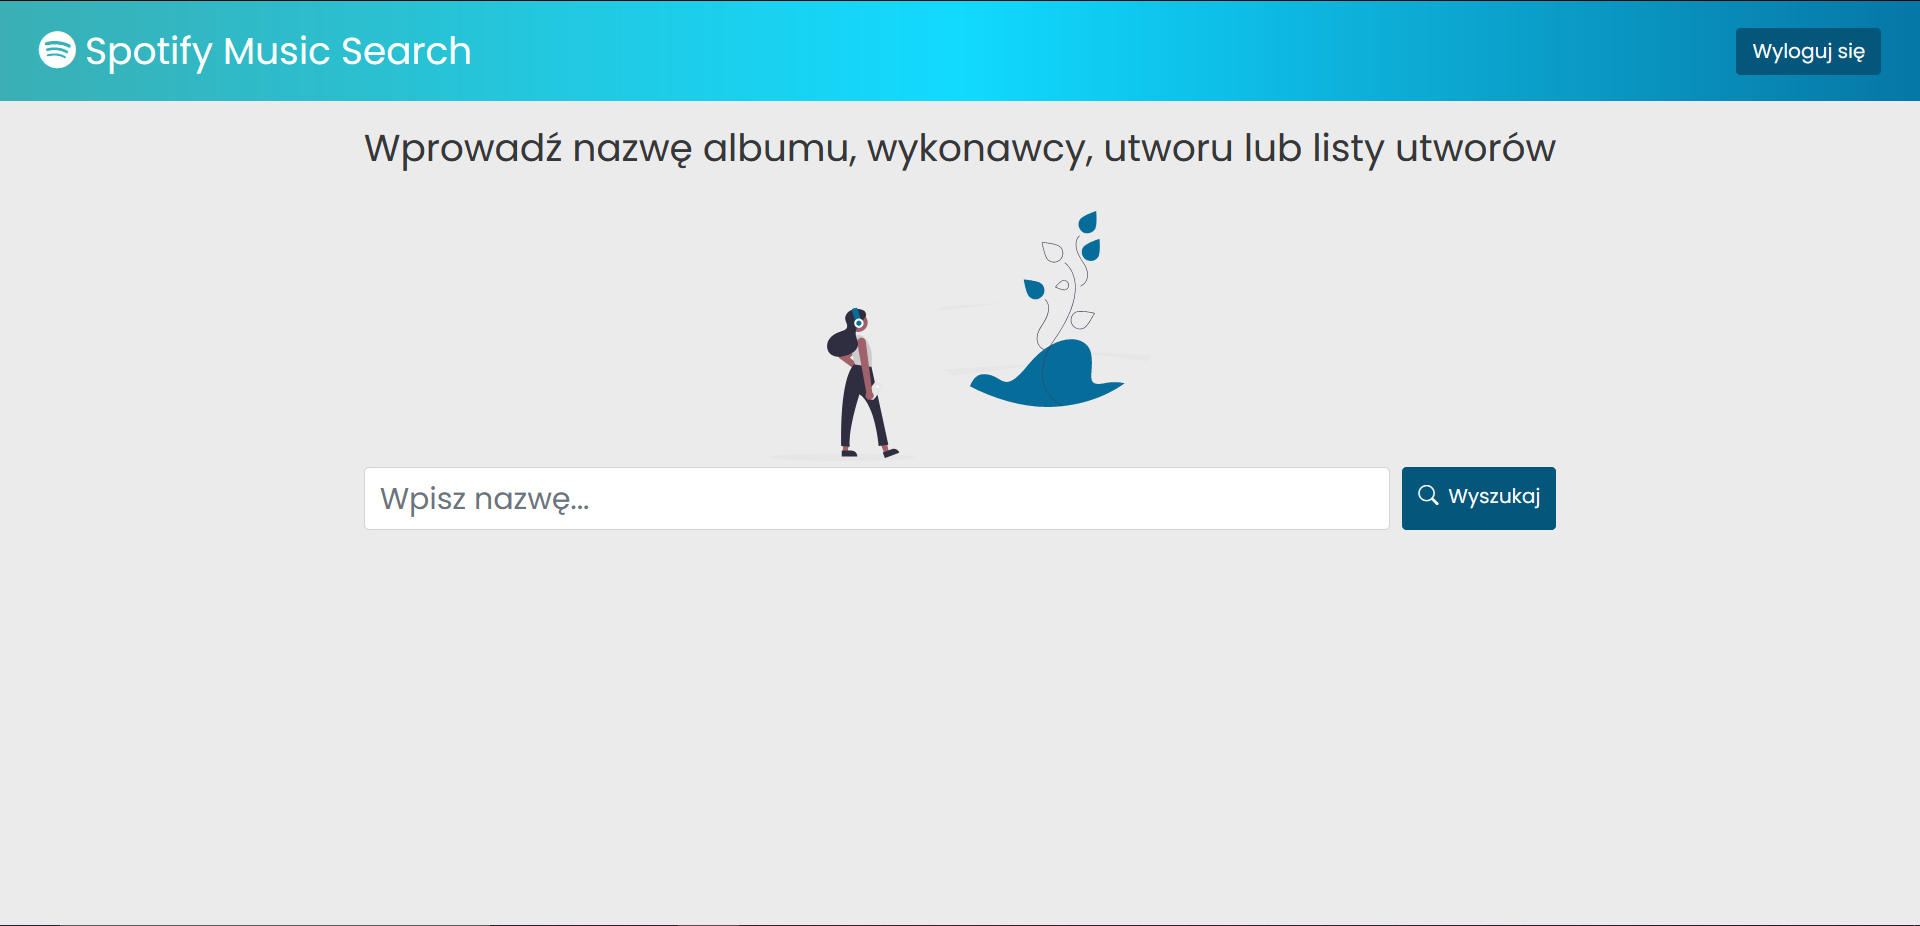 Spotify Music Search
Wyloguj się
Wprowadź nazwę albumu, wykonawcy, utworu lub listy utworów
Wpisz nazwę...
Wyszukaj